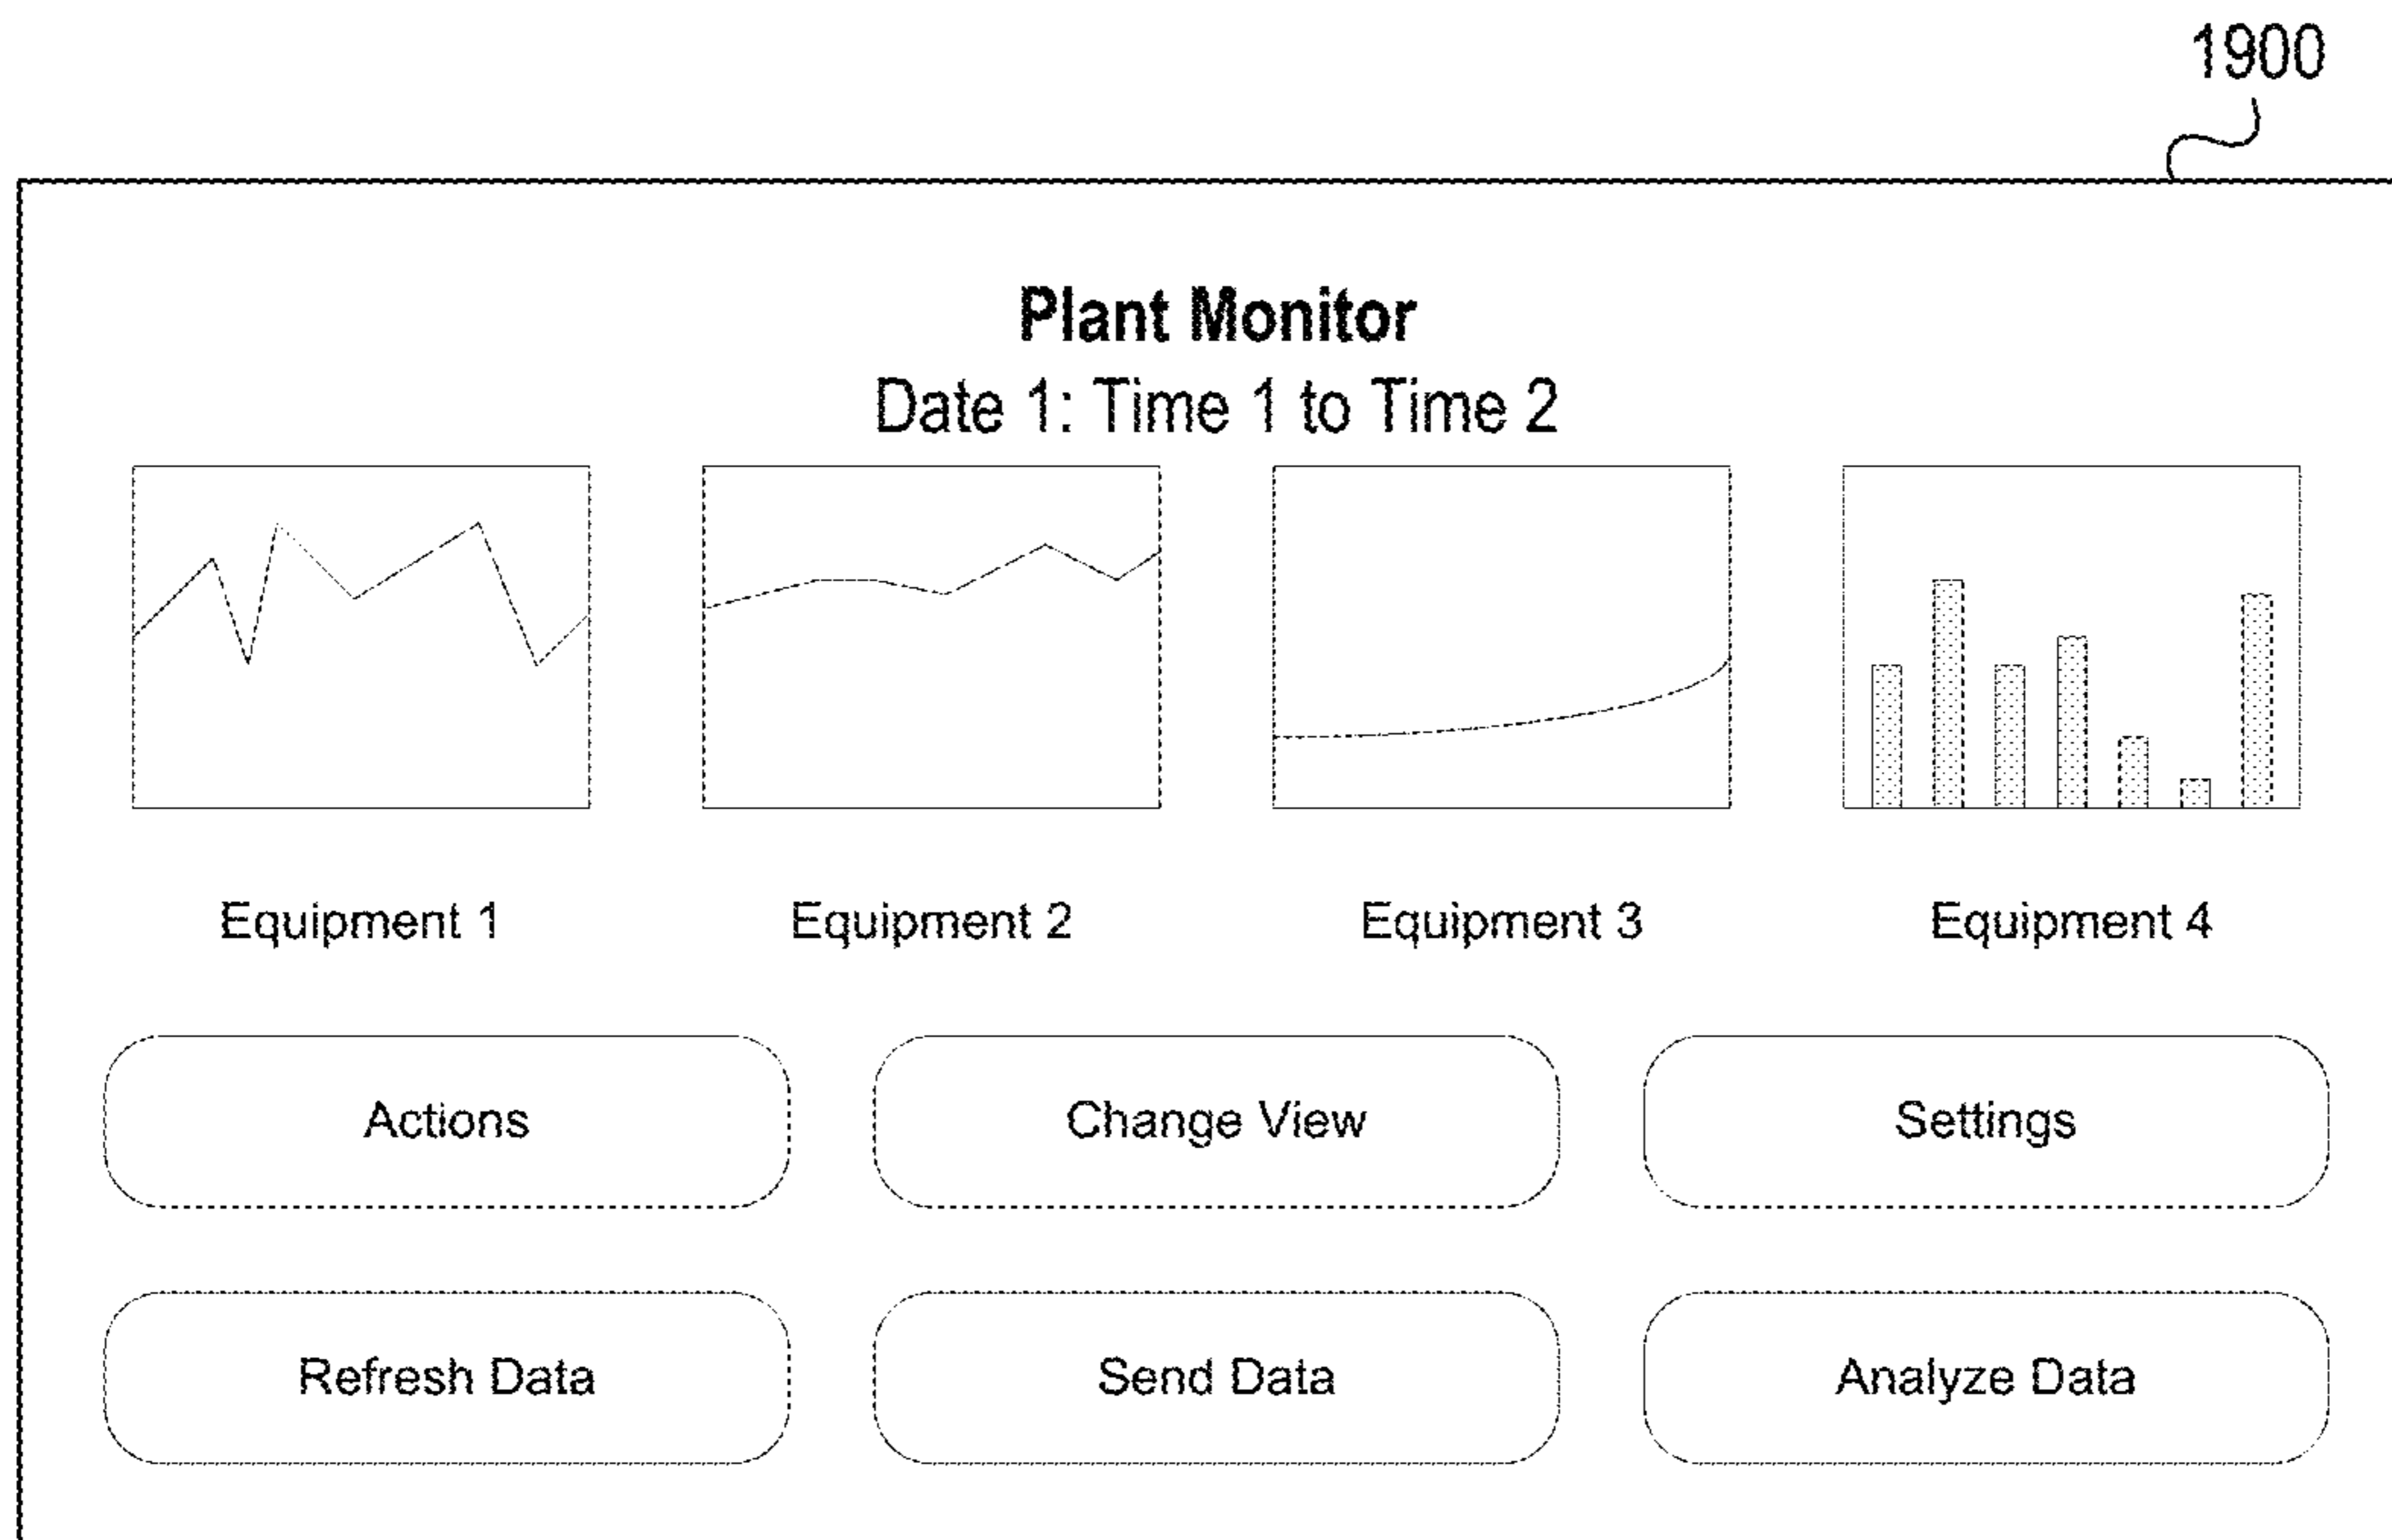 1900
Plant Monitor
Date 1: Time 1 to Time 2
Equipment 1
Equipment 2
Equipment 3
Equipment 4
Actions
Change View
Settings
Refresh Data
Send Data
Analyze Data